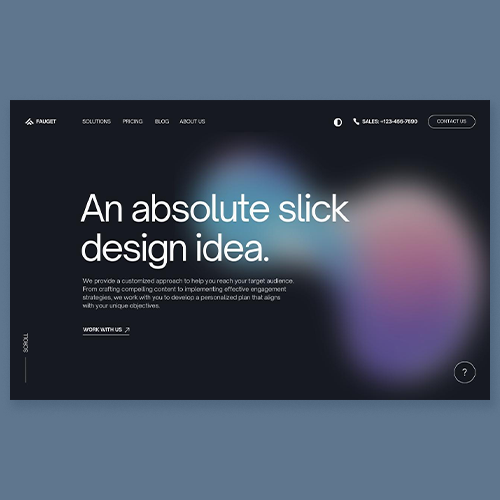 FAUGET
SOLUTIONS
PRICING
BLOG
ABOUT US
SALES: +123-456-7890
CONTACT US
An absolute slick
design idea.
We provide a customized approach to help you reach your target audience.
From crafting compelling content to implementing effective engagement
strategies, we work with you to develop a personalized plan that aligns
with your unique objectives.
WORK WITH US
SCROLL
?